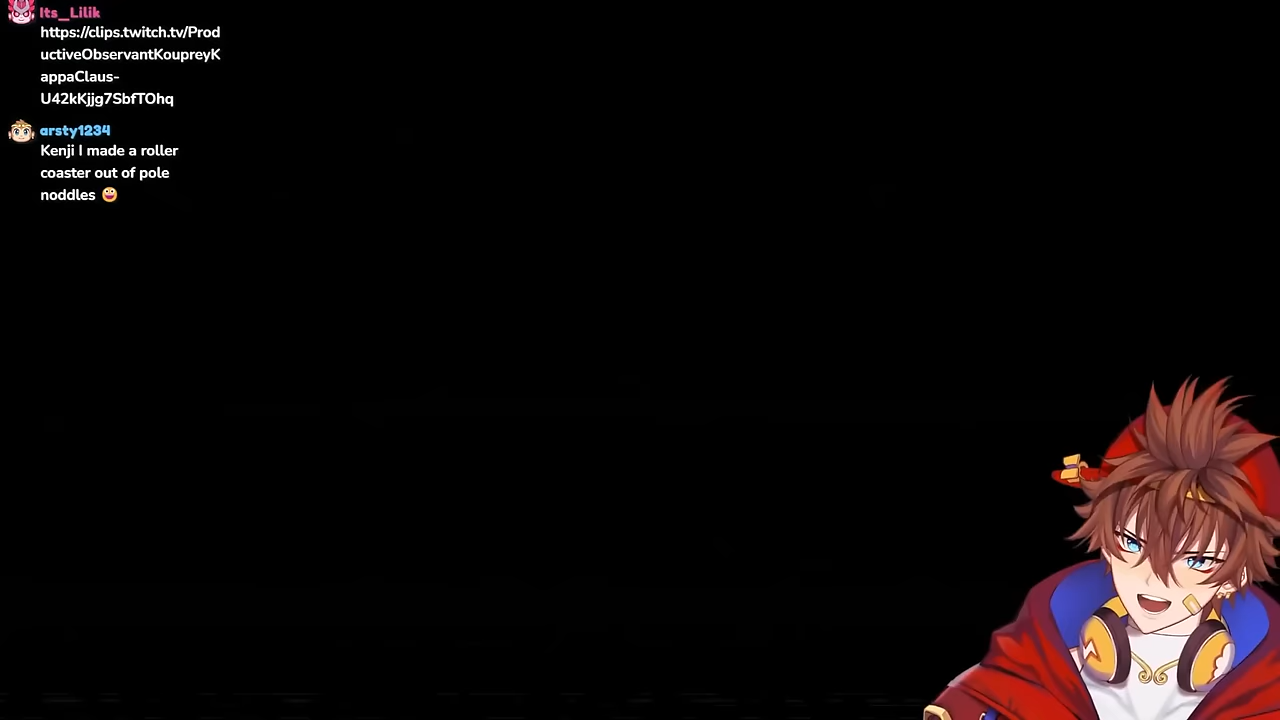 Its_Lilik
https://clips.twitch.tv/Prod
uctiveObservantKoupreyK
appaClaus-
U42kKjjg7SbfTOhq
arsty1234
Kenji I made a roller
coaster out of pole
noddles 😀